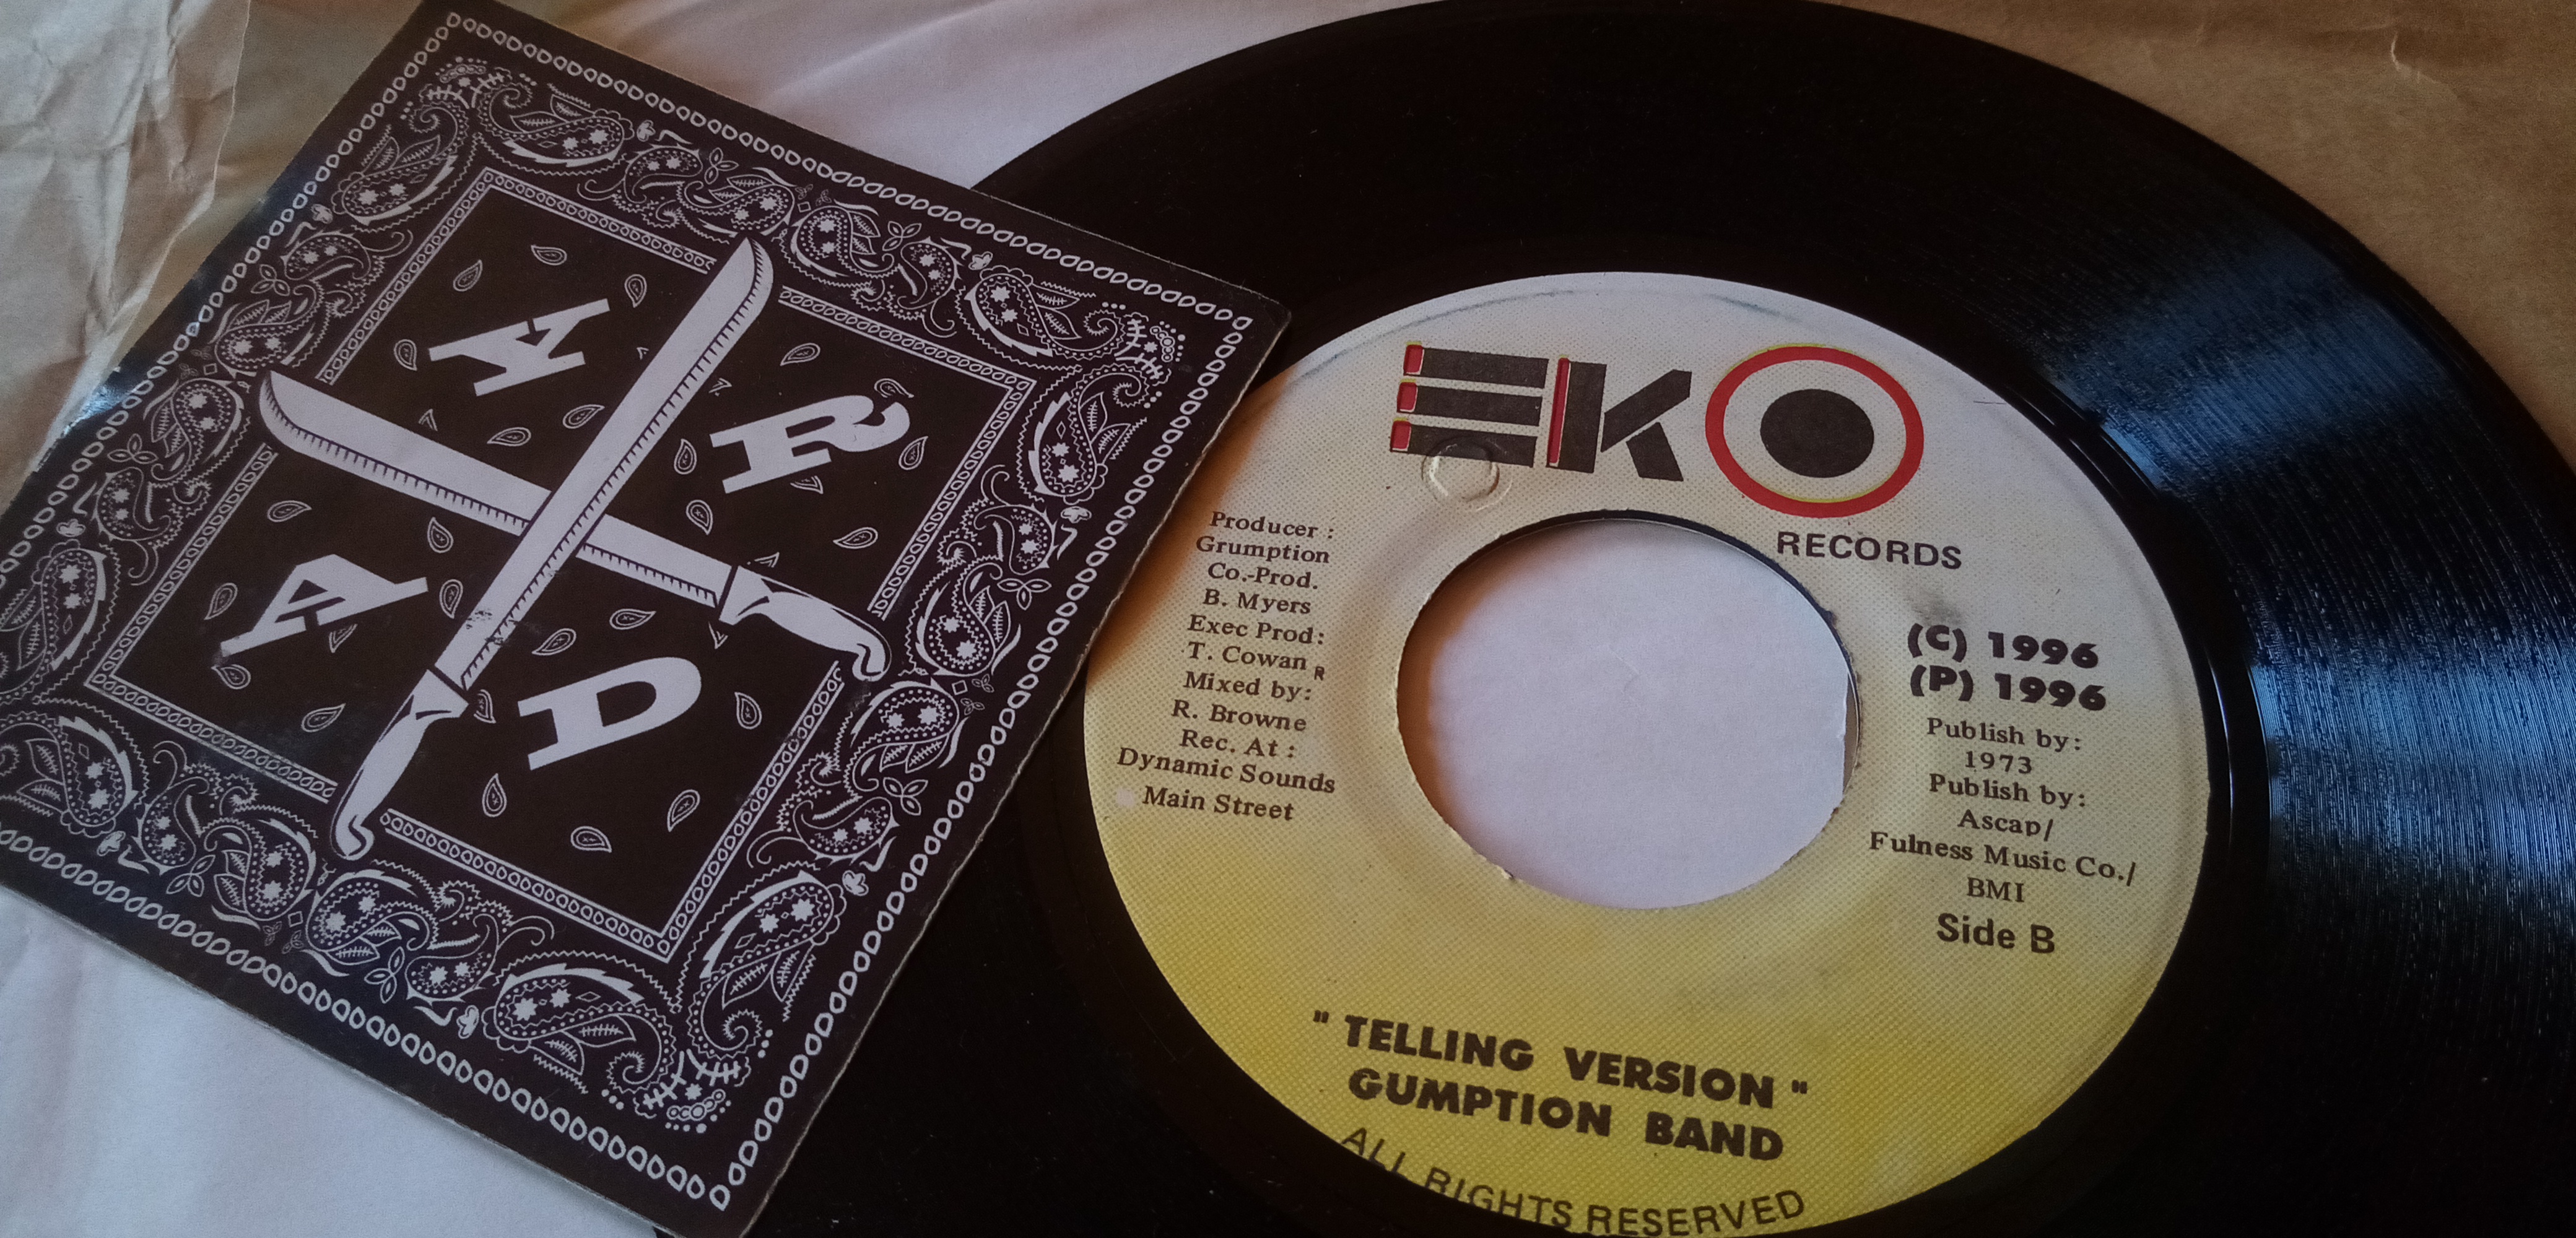 A R
A D
EKO
RECORDS
Producer :
Grumption
Co.-Prod.
B. Myers
Exec Prod:
T. Cowan R
Mixed by:
R. Browne
Rec. At :
Dynamic Sounds
Main Street
(C) 1996
(P) 1996
Publish by:
1973
Publish by:
Ascap/
Fulness Music Co./
BMI
Side B
" TELLING VERSION "
GUMPTION BAND
ALL RIGHTS RESERVED